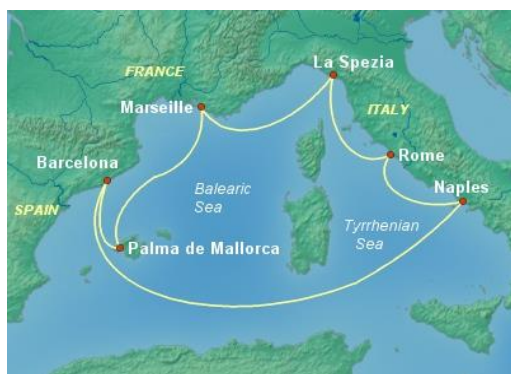 La Spezia
FRANCE
Marseille
ITALY
Barcelona
Rome
Naples
Balearic
Sea
SPAIN
Tyrrhenian
Sea
Palma de Mallorca